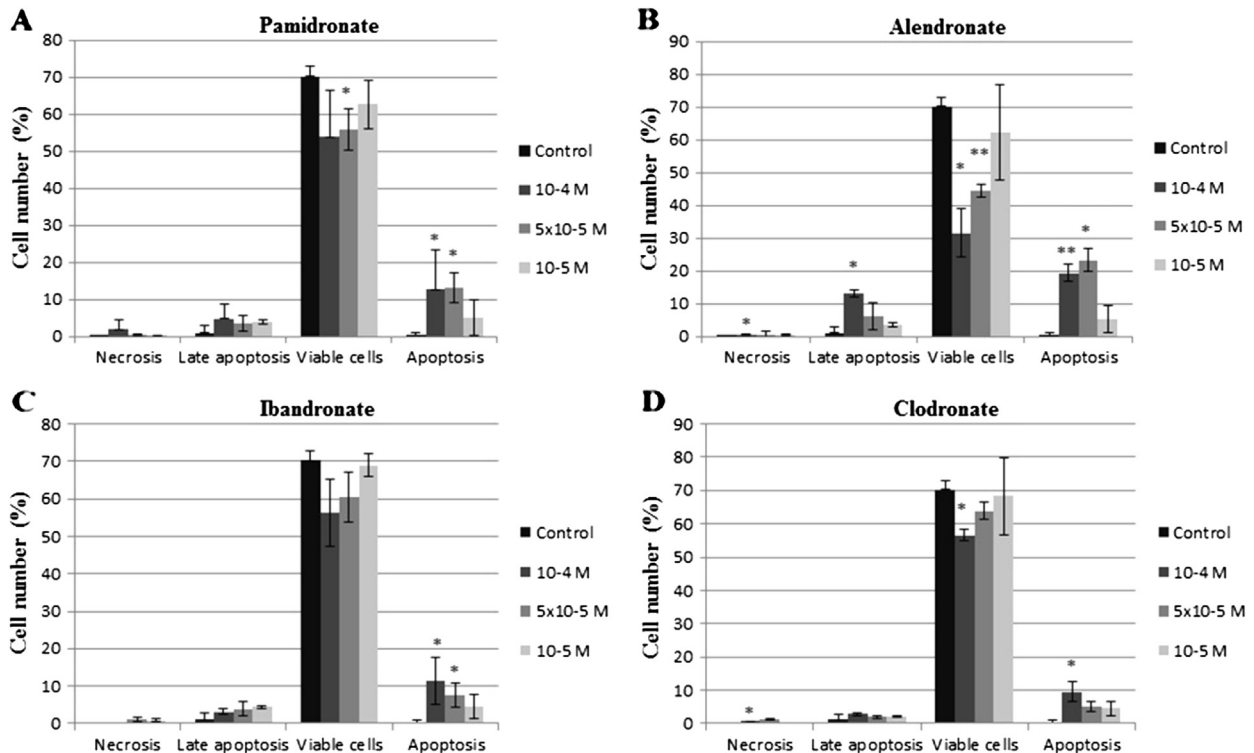 A
Pamidronate
Cell number (%)
80
70
60
50
40
30
20
10
0
*
* *
Necrosis Late apoptosis Viable cells Apoptosis
Control
10-4 M
5x10-5 M
10-5 M
B
Alendronate
Cell number (%)
90
80
70
60
50
40
30
20
10
0
* * * ** ** *
Necrosis Late apoptosis Viable cells Apoptosis
Control
10-4 M
5x10-5 M
10-5 M
C
Ibandronate
Cell number (%)
80
70
60
50
40
30
20
10
0
* *
Necrosis Late apoptosis Viable cells Apoptosis
Control
10-4 M
5x10-5 M
10-5 M
D
Clodronate
Cell number (%)
90
80
70
60
50
40
30
20
10
0
* * *
Necrosis Late apoptosis Viable cells Apoptosis
Control
10-4 M
5x10-5 M
10-5 M